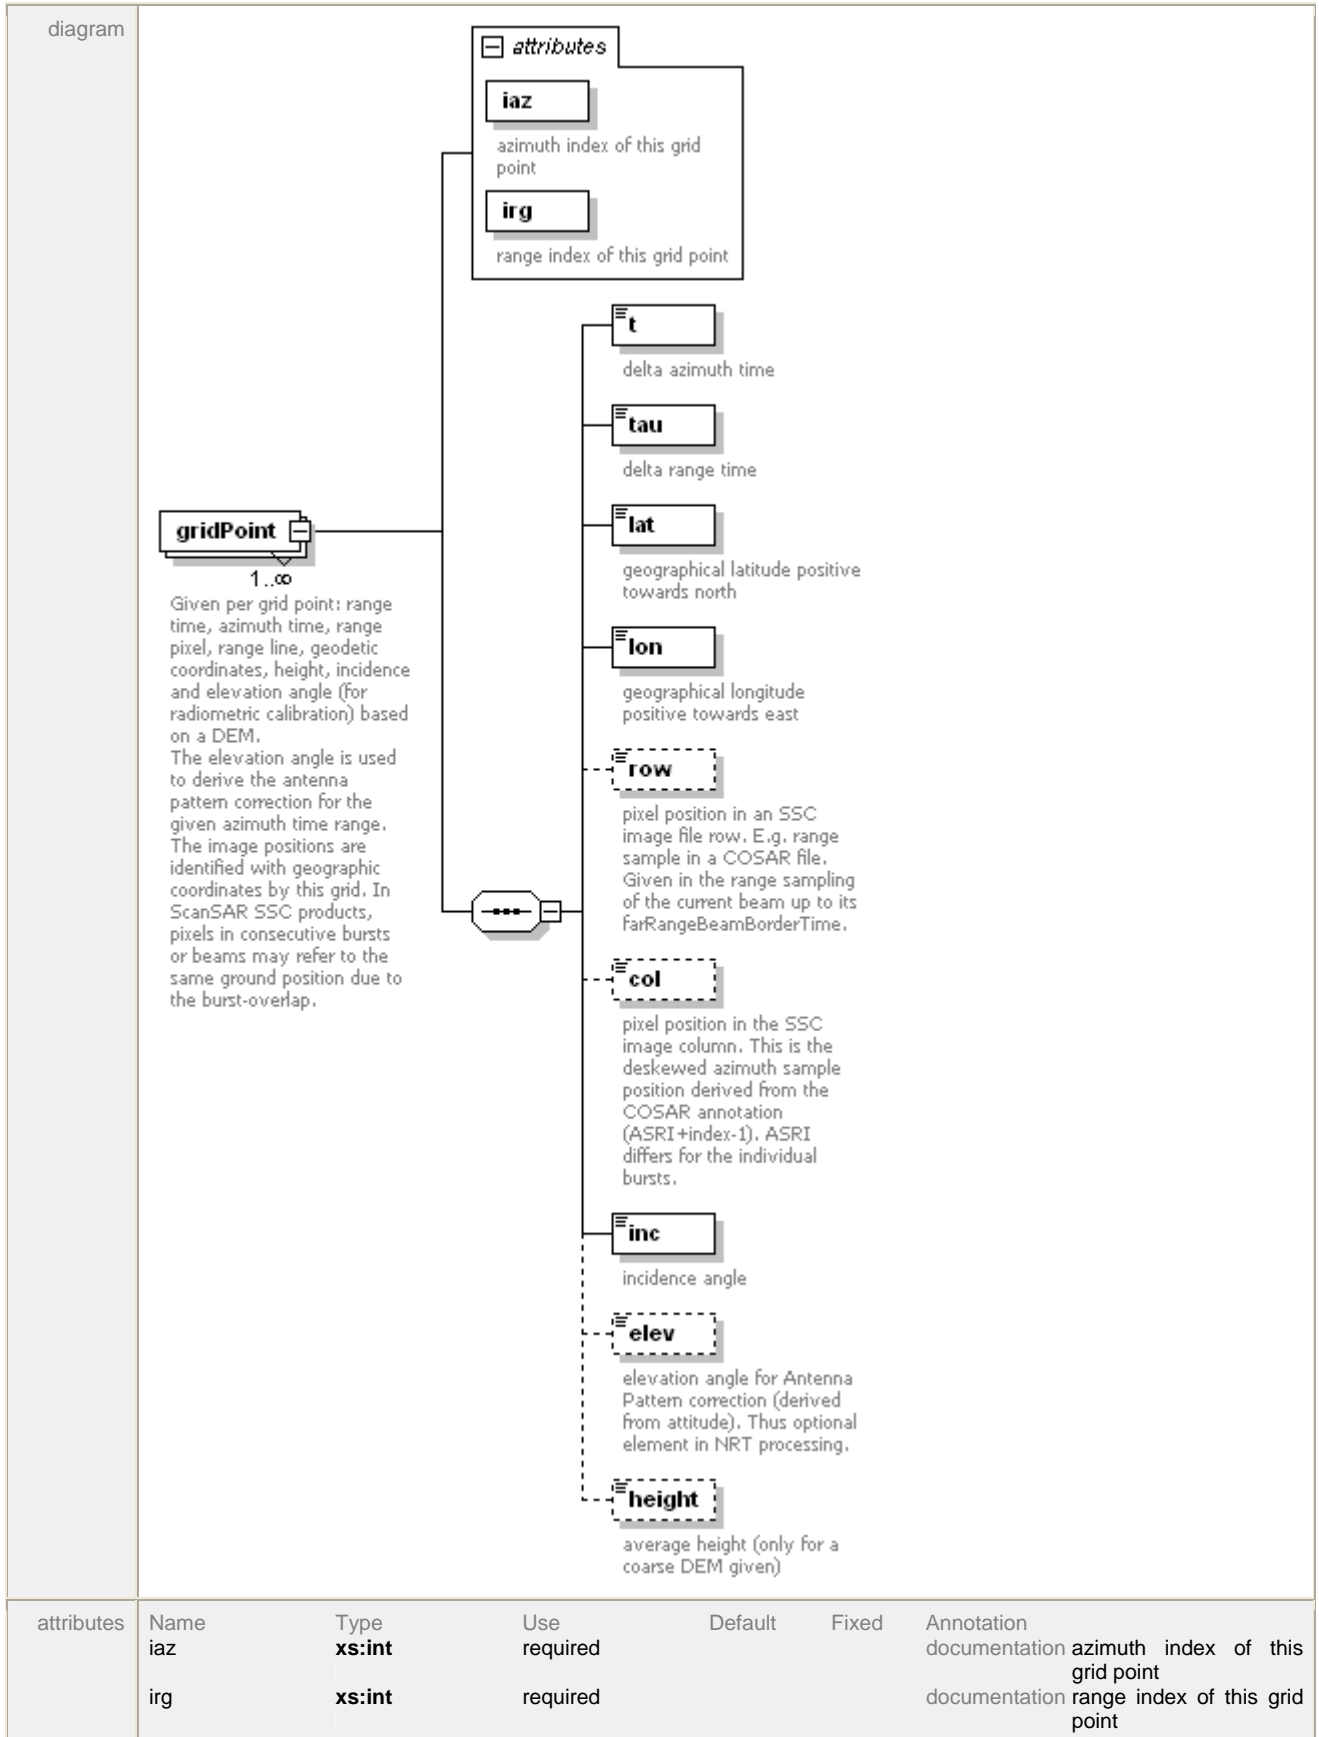 diagram
attributes
iaz
azimuth index of this grid
point
irg
range index of this grid point
t
delta azimuth time
tau
delta range time
lat
geographical latitude positive
towards north
lon
geographical longitude
positive towards east
row
pixel position in an SSC
image file row. E.g. range
sample in a COSAR file.
Given in the range sampling
of the current beam up to its
farRangeBeamBorderTime.
col
pixel position in the SSC
image column. This is the
deskewed azimuth sample
position derived from the
COSAR annotation
(ASRI+index-1). ASRI
differs for the individual
bursts.
inc
incidence angle
elev
elevation angle for Antenna
Pattern correction (derived
from attitude). Thus optional
element in NRT processing.
height
average height (only for a
coarse DEM given)
gridPoint
1..∞
Given per grid point: range
time, azimuth time, range
pixel, range line, geodetic
coordinates, height, incidence
and elevation angle (for
radiometric calibration) based
on a DEM.
The elevation angle is used
to derive the antenna
pattern correction for the
given azimuth time range.
The image positions are
identified with geographic
coordinates by this grid. In
ScanSAR SSC products,
pixels in consecutive bursts
or beams may refer to the
same ground position due to
the burst-overlap.
attributes Name Type Use Default Fixed Annotation
iaz xs:int required documentation azimuth index of this
grid point
irg xs:int required documentation range index of this grid
point